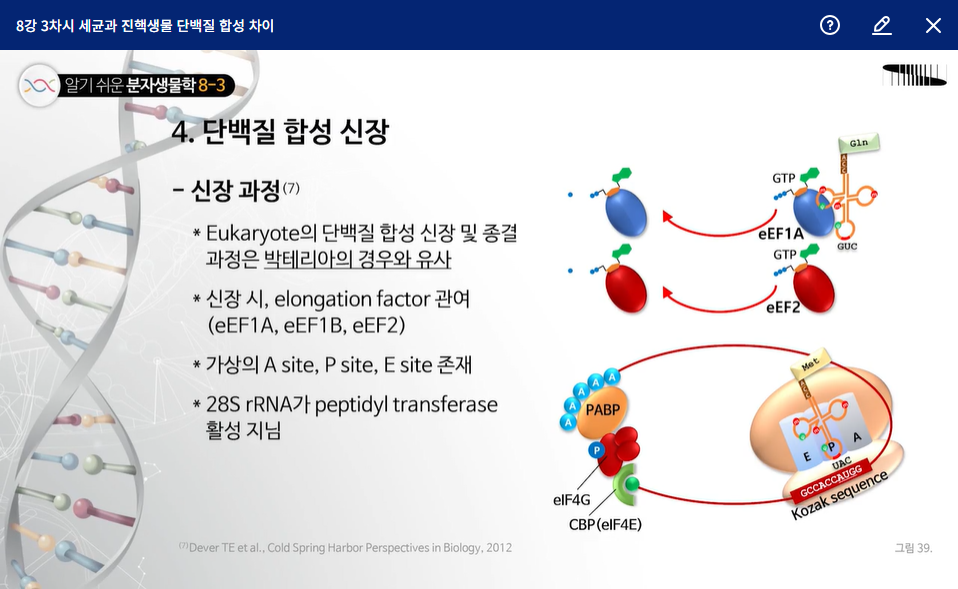 8강 3차시 세균과 진핵생물 단백질 합성 차이
알기 쉬운 분자생물학 8-3
4. 단백질 합성 신장
- 신장 과정(7)
* Eukaryote의 단백질 합성 신장 및 종결
과정은 박테리아의 경우와 유사
* 신장 시, elongation factor 관여
(eEF1A, eEF1B, eEF2)
* 가상의 A site, P site, E site 존재
* 28S rRNA가 peptidyl transferase
활성 지님
Gln
GTP
eEF1A
GUC
GTP
eEF2
A
A
A
A
A
PABP
P
eIF4G
CBP(eIF4E)
Met
E
P
A
UAC
GCCACCAUGG
Kozak sequence
(7)Dever TE et al., Cold Spring Harbor Perspectives in Biology, 2012
그림 39.